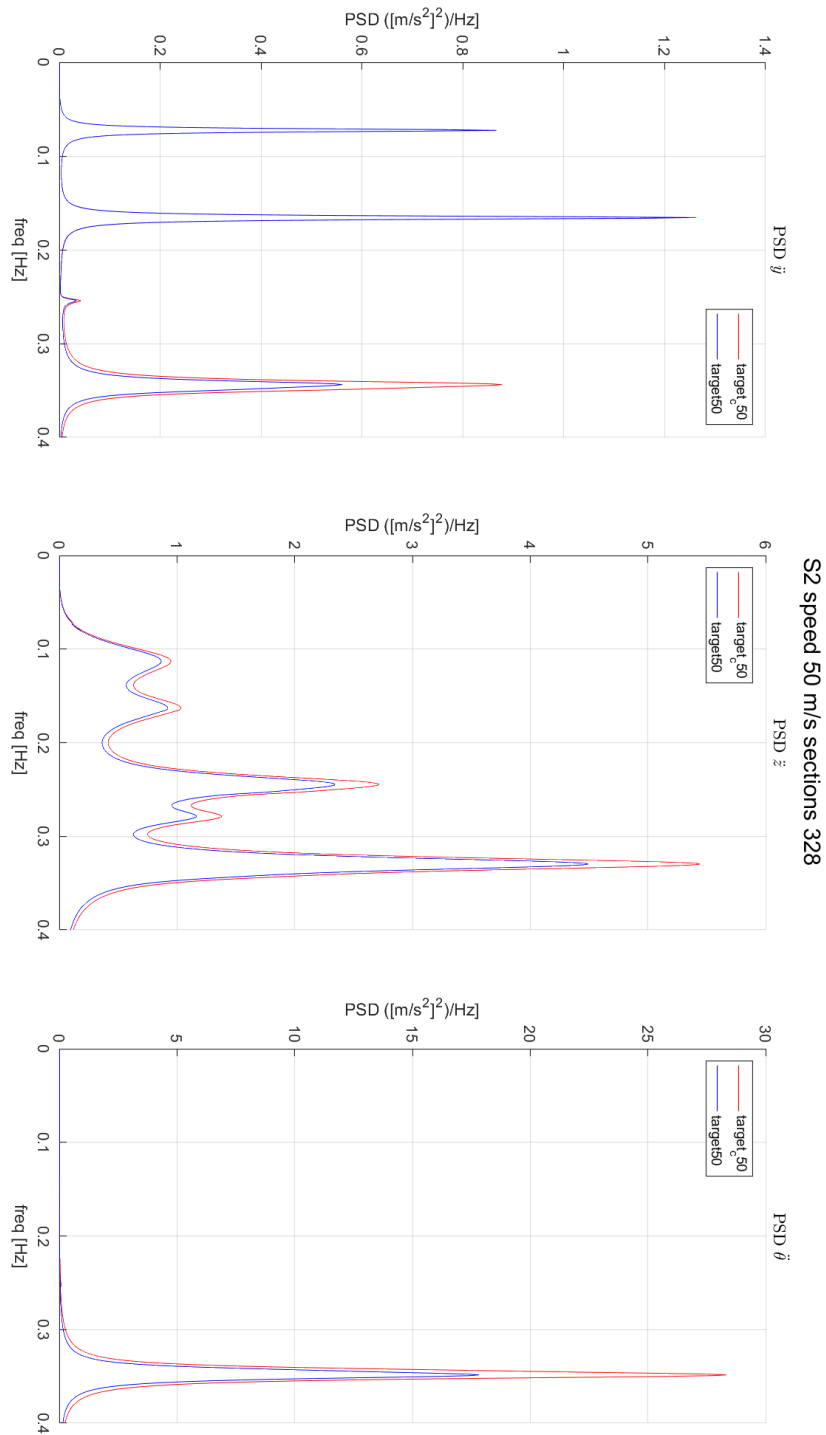 S2 speed 50 m/s sections 328
PSD ÿ
PSD ([m/s²]²)/Hz]
1.4
1.2
1
0.8
0.6
0.4
0.2
0
0
0.1
0.2
0.3
0.4
freq [Hz]
target_c50
target50
PSD z̈
PSD ([m/s²]²)/Hz]
6
5
4
3
2
1
0
0
0.1
0.2
0.3
0.4
freq [Hz]
target_c50
target50
PSD θ̈
PSD ([m/s²]²)/Hz]
30
25
20
15
10
5
0
0
0.1
0.2
0.3
0.4
freq [Hz]
target_c50
target50